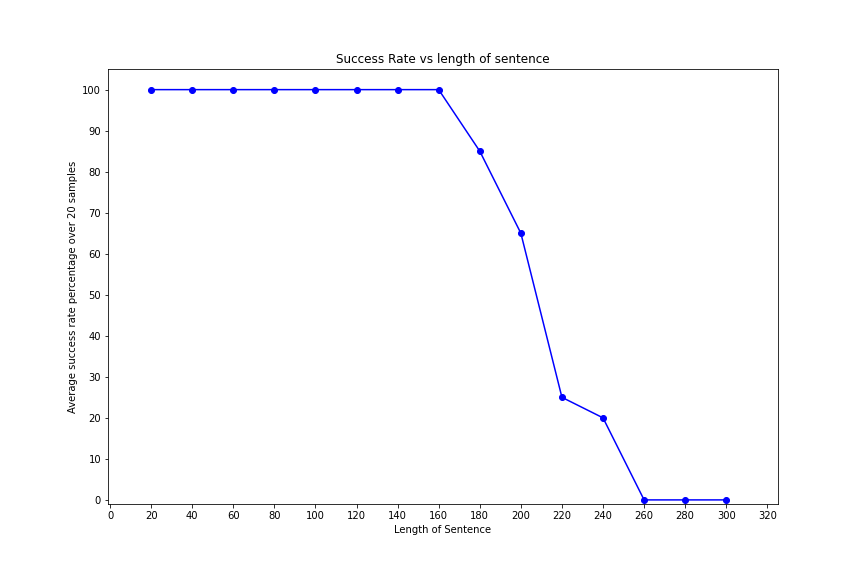 Success Rate vs length of sentence
Average success rate percentage over 20 samples
100
90
80
70
60
50
40
30
20
10
0
0 20 40 60 80 100 120 140 160 180 200 220 240 260 280 300 320
Length of Sentence